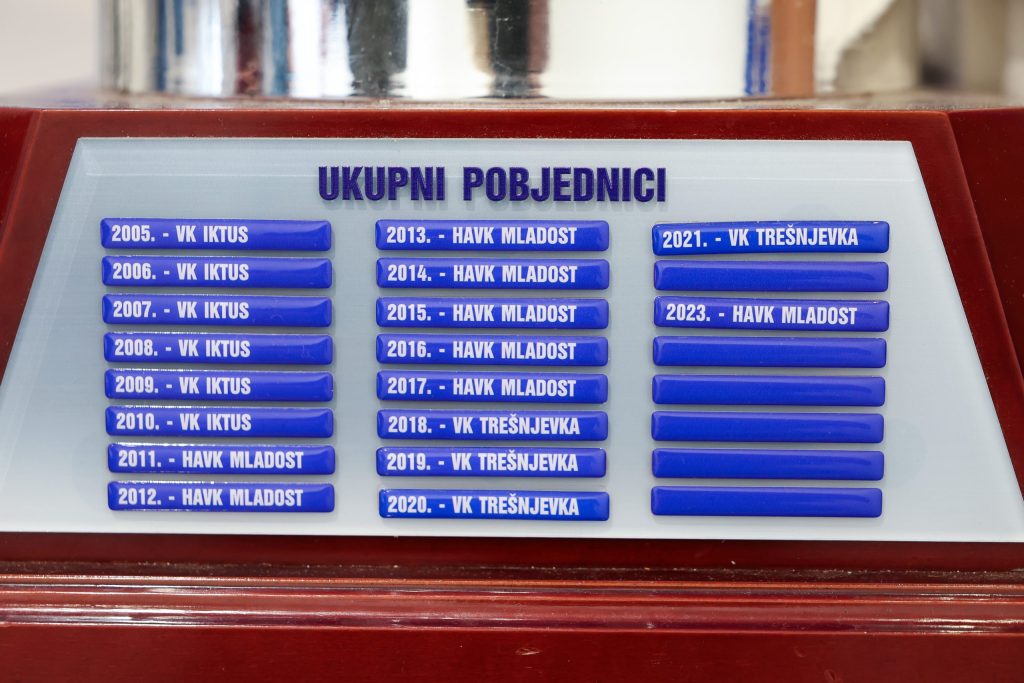 UKUPNI POBJEDNICI
2005. - VK IKTUS
2006. - VK IKTUS
2007. - VK IKTUS
2008. - VK IKTUS
2009. - VK IKTUS
2010. - VK IKTUS
2011. - HAVK MLADOST
2012. - HAVK MLADOST
2013. - HAVK MLADOST
2014. - HAVK MLADOST
2015. - HAVK MLADOST
2016. - HAVK MLADOST
2017. - HAVK MLADOST
2018. - VK TREŠNJEVKA
2019. - VK TREŠNJEVKA
2020. - VK TREŠNJEVKA
2021. - VK TREŠNJEVKA
2023. - HAVK MLADOST